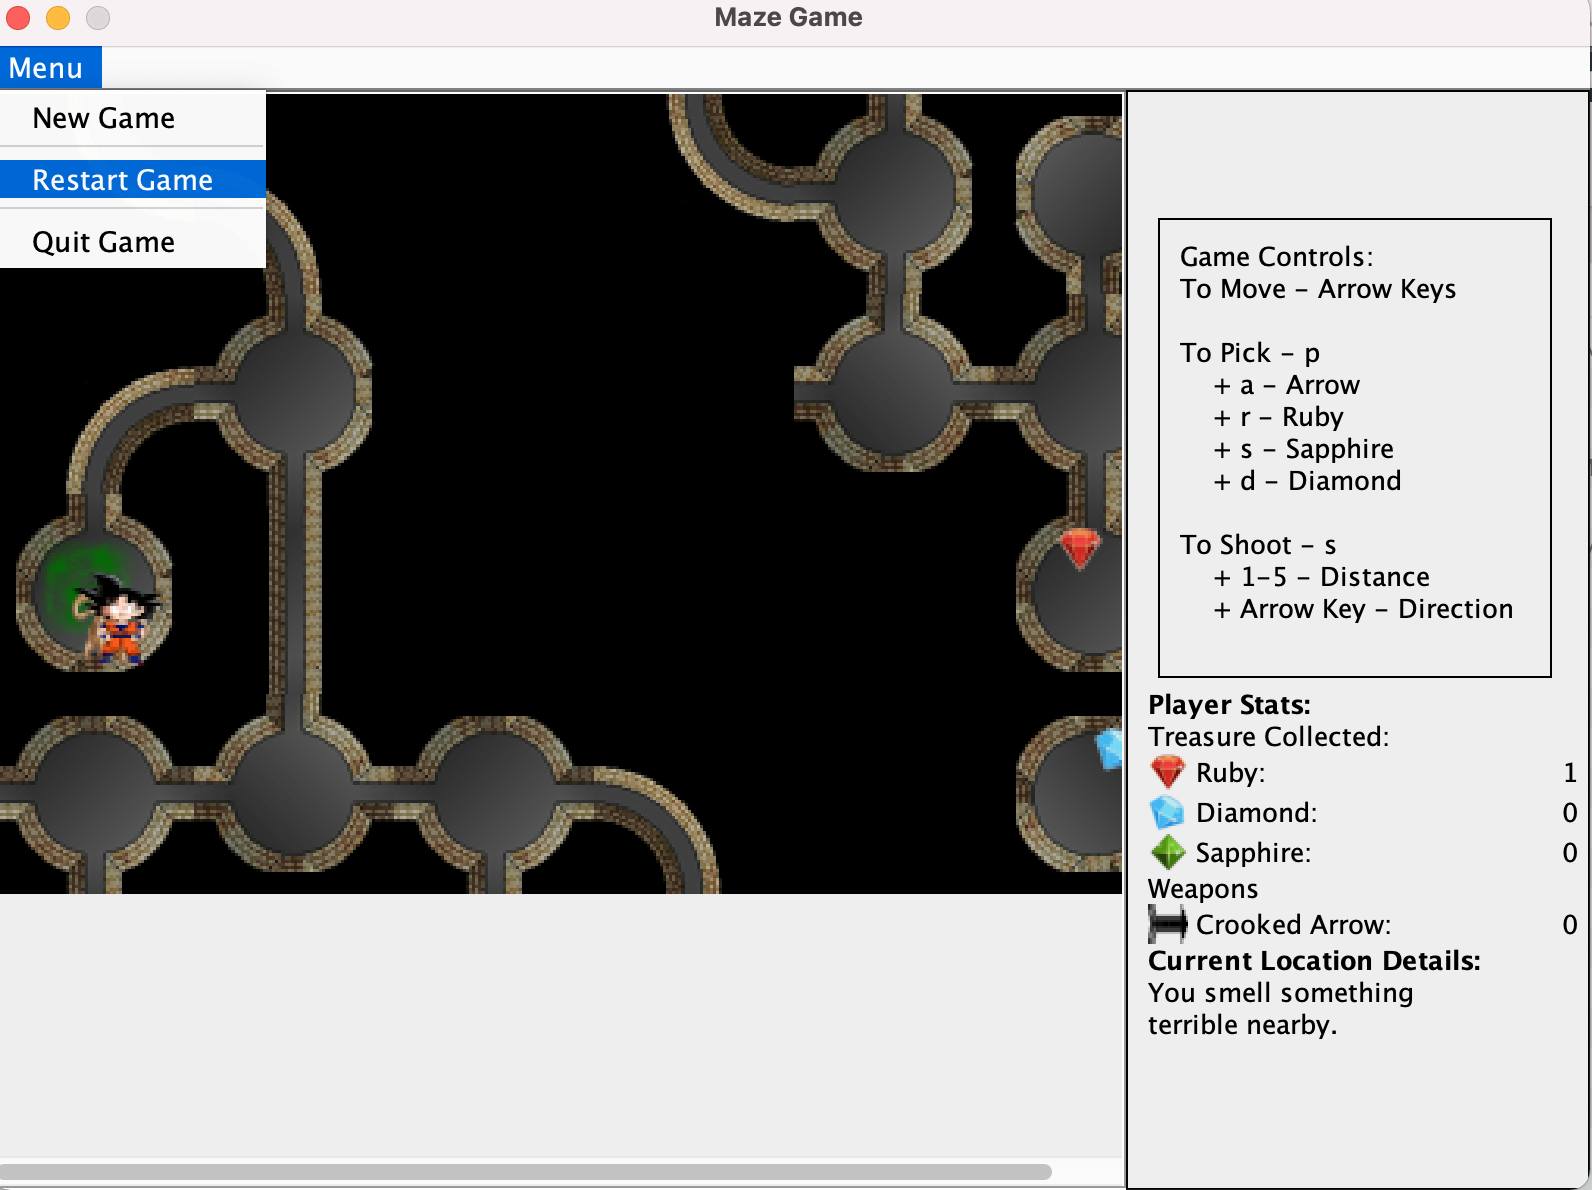 Maze Game
Menu
New Game
Restart Game
Quit Game
Game Controls:
To Move - Arrow Keys
To Pick - p
+ a - Arrow
+ r - Ruby
+ s - Sapphire
+ d - Diamond
To Shoot - s
+ 1-5 - Distance
+ Arrow Key - Direction
Player Stats:
Treasure Collected:
Ruby: 1
Diamond: 0
Sapphire: 0
Weapons
Crooked Arrow: 0
Current Location Details:
You smell something
terrible nearby.